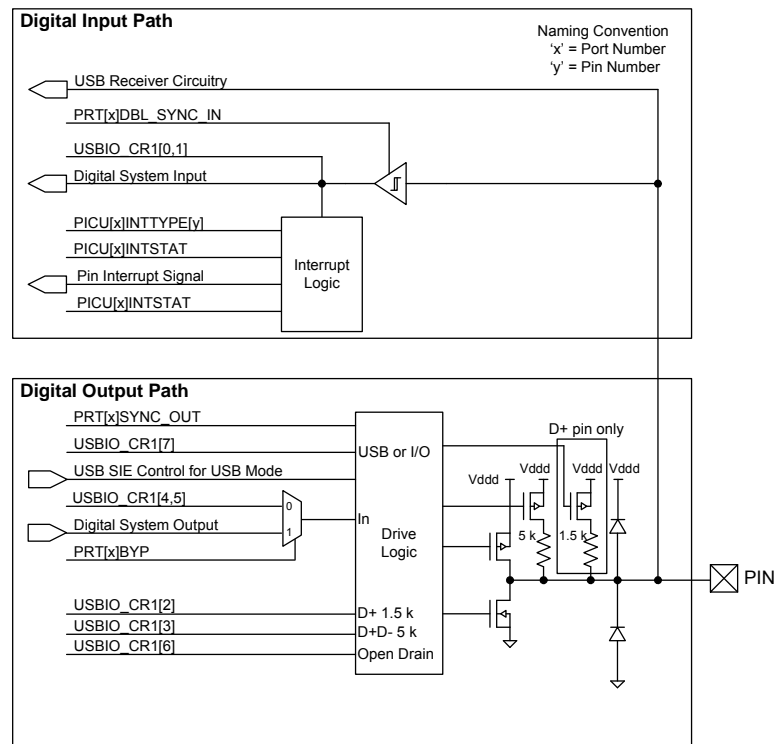 Digital Input Path
Naming Convention
'x' = Port Number
'y' = Pin Number
USB Receiver Circuitry
PRT[x]DBL_SYNC_IN
USBIO_CR1[0,1]
Digital System Input
PICU[x]INTTYPE[y]
PICU[x]INTSTAT
Pin Interrupt Signal
PICU[x]INTSTAT
Interrupt
Logic
Digital Output Path
PRT[x]SYNC_OUT
USBIO_CR1[7]
USB SIE Control for USB Mode
USBIO_CR1[4,5]
Digital System Output
PRT[x]BYP
0
1
USB or I/O
In
Drive
Logic
D+ pin only
Vddd
Vddd
Vddd
Vddd
5 k
1.5 k
PIN
USBIO_CR1[2]
USBIO_CR1[3]
USBIO_CR1[6]
D+ 1.5 k
D+D- 5 k
Open Drain